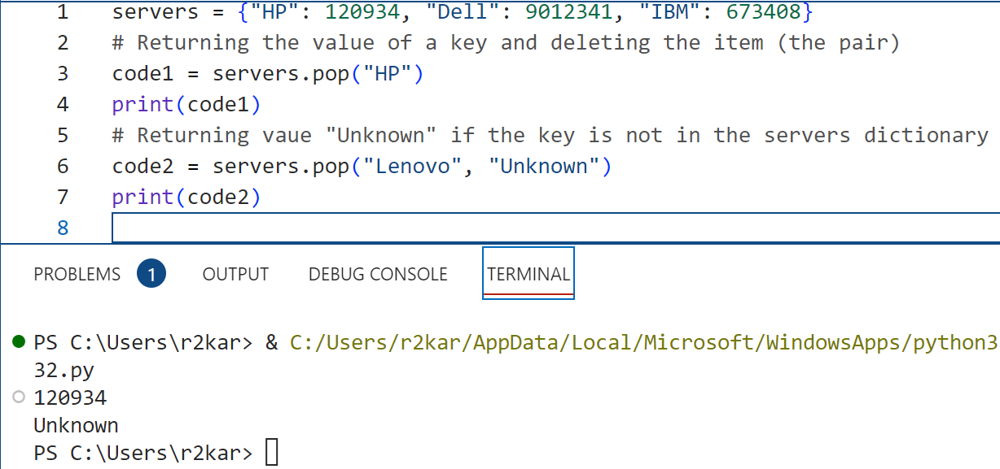 1 servers = {"HP": 120934, "Dell": 9012341, "IBM": 673408}
2 # Returning the value of a key and deleting the item (the pair)
3 code1 = servers.pop("HP")
4 print(code1)
5 # Returning vaue "Unknown" if the key is not in the servers dictionary
6 code2 = servers.pop("Lenovo", "Unknown")
7 print(code2)
8
PROBLEMS 1 OUTPUT DEBUG CONSOLE TERMINAL
PS C:\Users\r2kar> & C:/Users/r2kar/AppData/Local/Microsoft/WindowsApps/python3
32.py
120934
Unknown
PS C:\Users\r2kar>